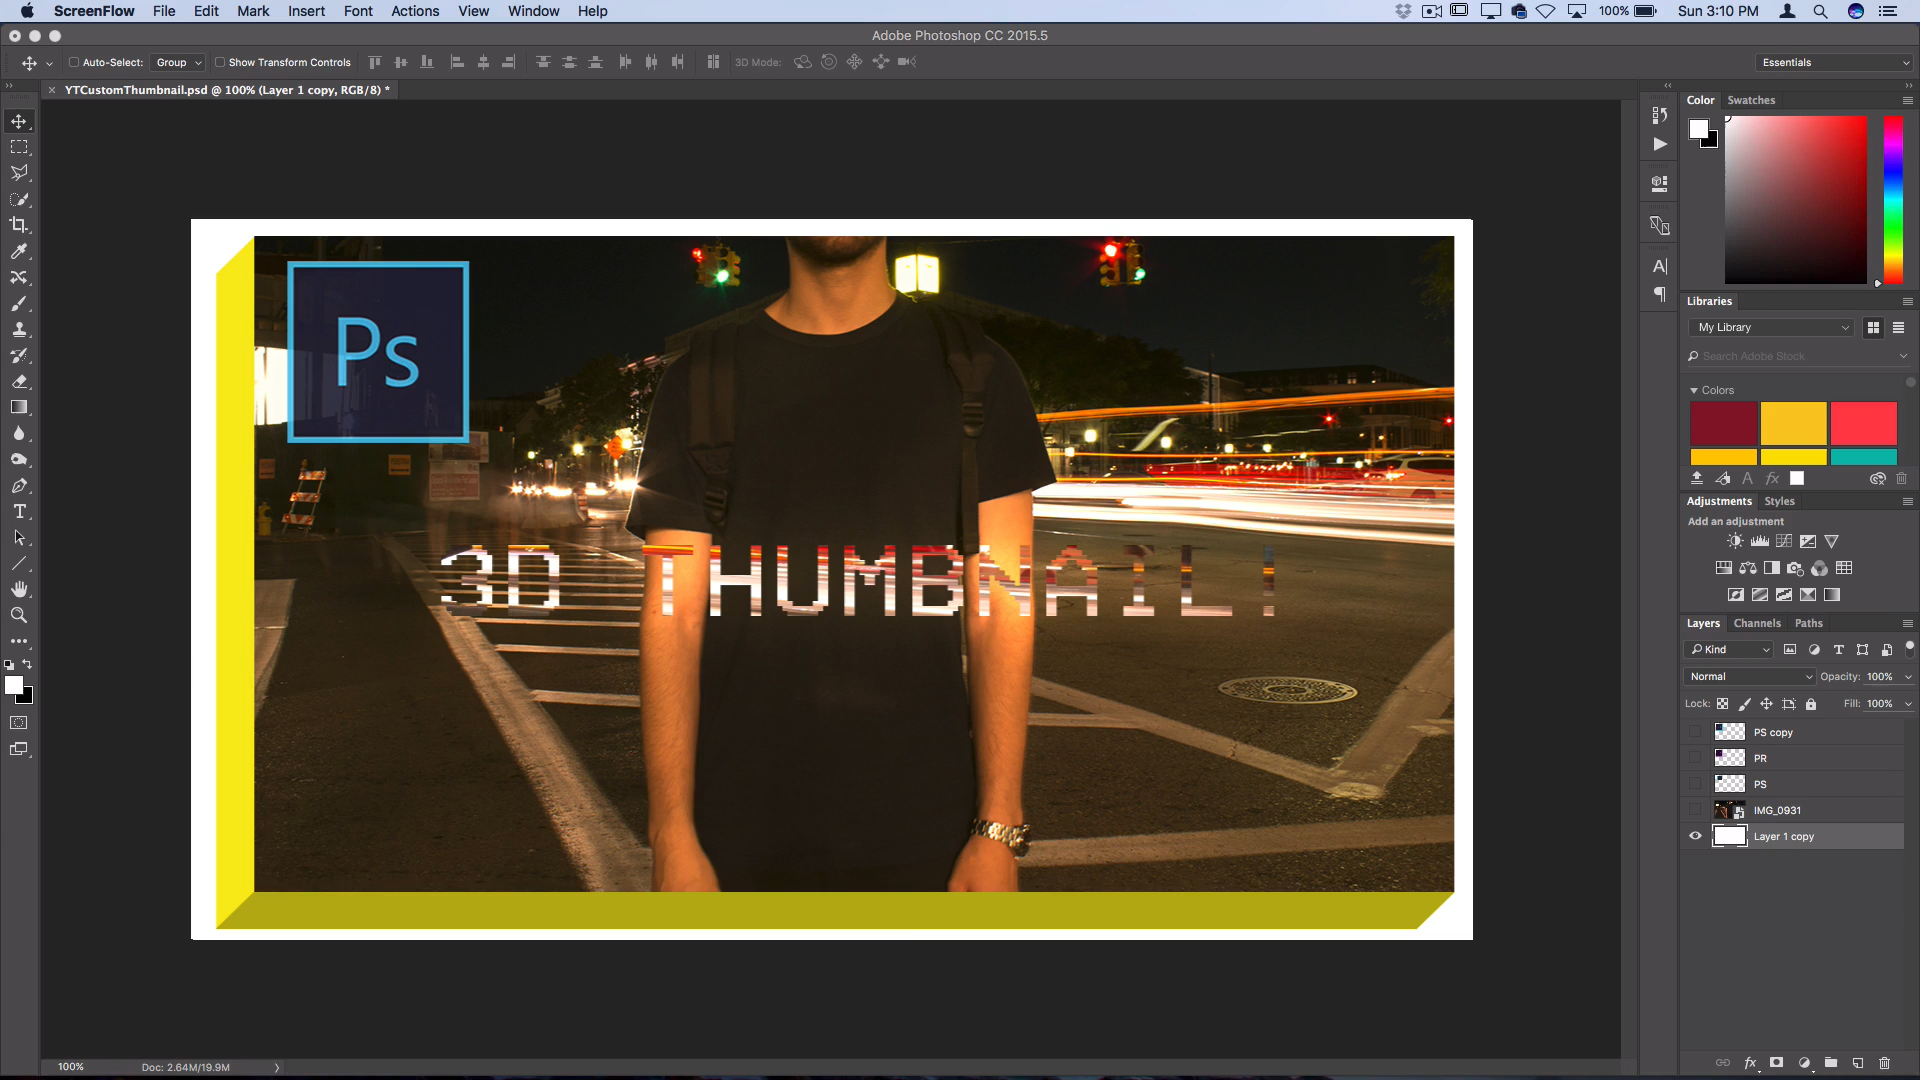 ScreenFlow File Edit Mark Insert Font Actions View Window Help 100% Sun 3:10 PM
Adobe Photoshop CC 2015.5
Auto-Select: Group Show Transform Controls 3D Mode: Essentials
YTCustomThumbnail.psd @ 100% (Layer 1 copy, RGB/8) *
Color Swatches
Ps
3D THUMBNAIL!
Libraries
My Library
Search Adobe Stock
Colors
Adjustments Styles
Add an adjustment
Layers Channels Paths
Kind
Normal Opacity: 100%
Lock: Fill: 100%
PS copy
PR
PS
IMG_0931
Layer 1 copy
100% Doc: 2.64M/19.9M